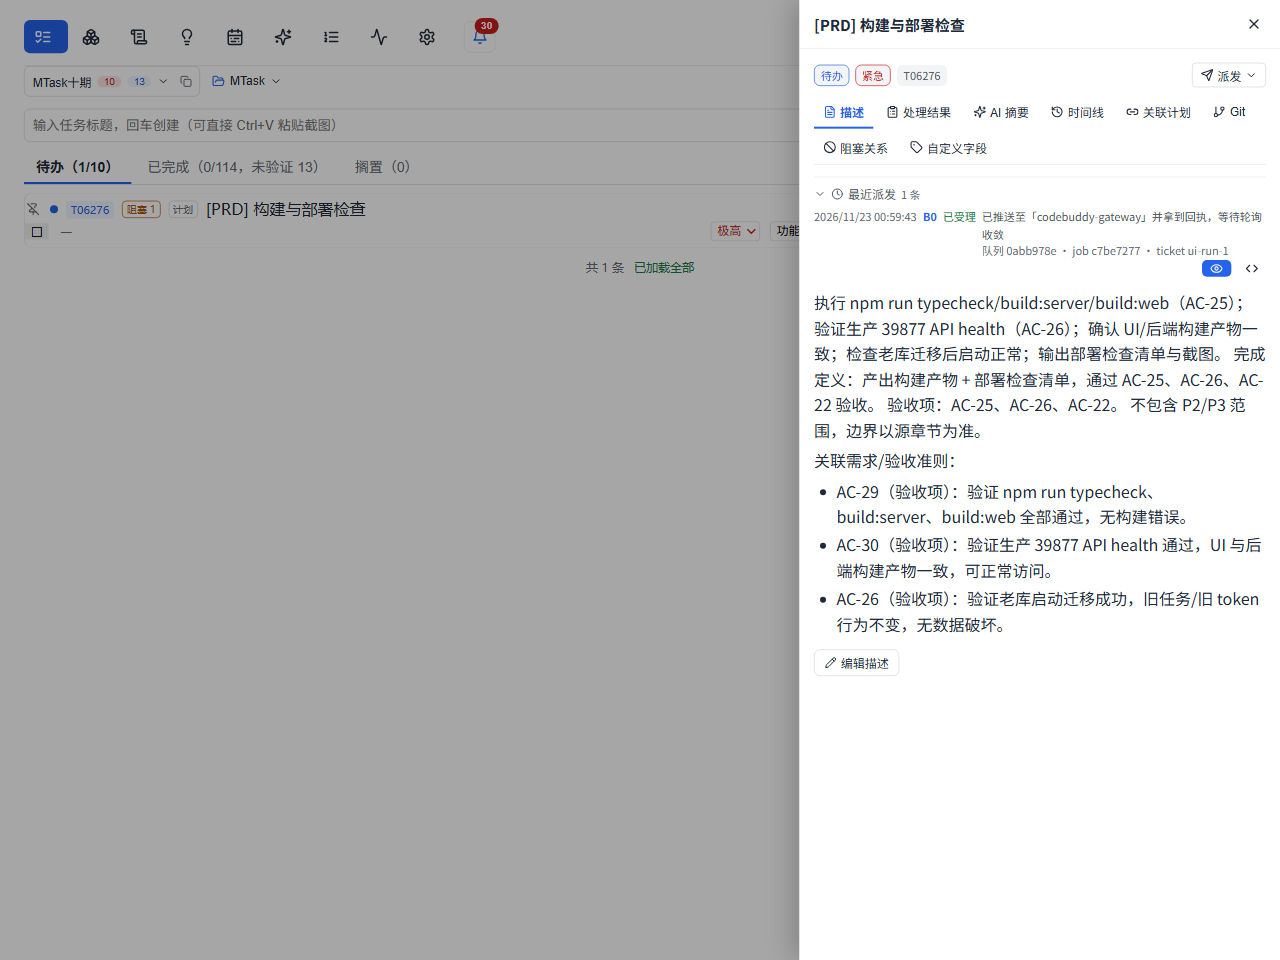 30
MTask十期 10 13 MTask
输入任务标题，回车创建（可直接 Ctrl+V 粘贴截图）
待办（1/10） 已完成（0/114，未验证 13） 搁置（0）
T06276 阻塞 1 计划 [PRD] 构建与部署检查
— 极高 功能
共 1 条 已加载全部
[PRD] 构建与部署检查
待办 紧急 T06276 派发
描述 处理结果 AI 摘要 时间线 关联计划 Git
阻塞关系 自定义字段
最近派发 1 条
2026/11/23 00:59:43 B0 已受理 已推送至「codebuddy-gateway」并拿到回执，等待轮询
收敛
队列 0abb978e · job c7be7277 · ticket ui-run-1
执行 npm run typecheck/build:server/build:web（AC-25）；
验证生产 39877 API health（AC-26）；确认 UI/后端构建产物一
致；检查老库迁移后启动正常；输出部署检查清单与截图。 完成
定义：产出构建产物 + 部署检查清单，通过 AC-25、AC-26、AC-
22 验收。 验收项：AC-25、AC-26、AC-22。 不包含 P2/P3 范
围，边界以源章节为准。
关联需求/验收准则：
AC-29（验收项）：验证 npm run typecheck、
build:server、build:web 全部通过，无构建错误。
AC-30（验收项）：验证生产 39877 API health 通过，UI 与后
端构建产物一致，可正常访问。
AC-26（验收项）：验证老库启动迁移成功，旧任务/旧 token
行为不变，无数据破坏。
编辑描述